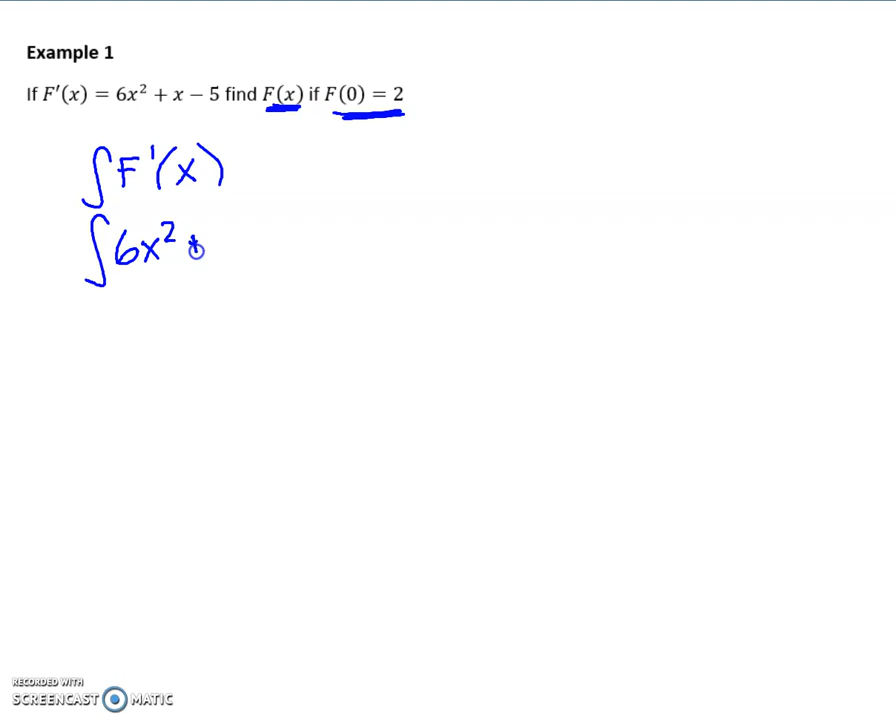 Example 1
If F′(x) = 6x² + x − 5 find F(x) if F(0) = 2
∫F'(x)
∫6x² +
RECORDED WITH
SCREENCAST MATIC